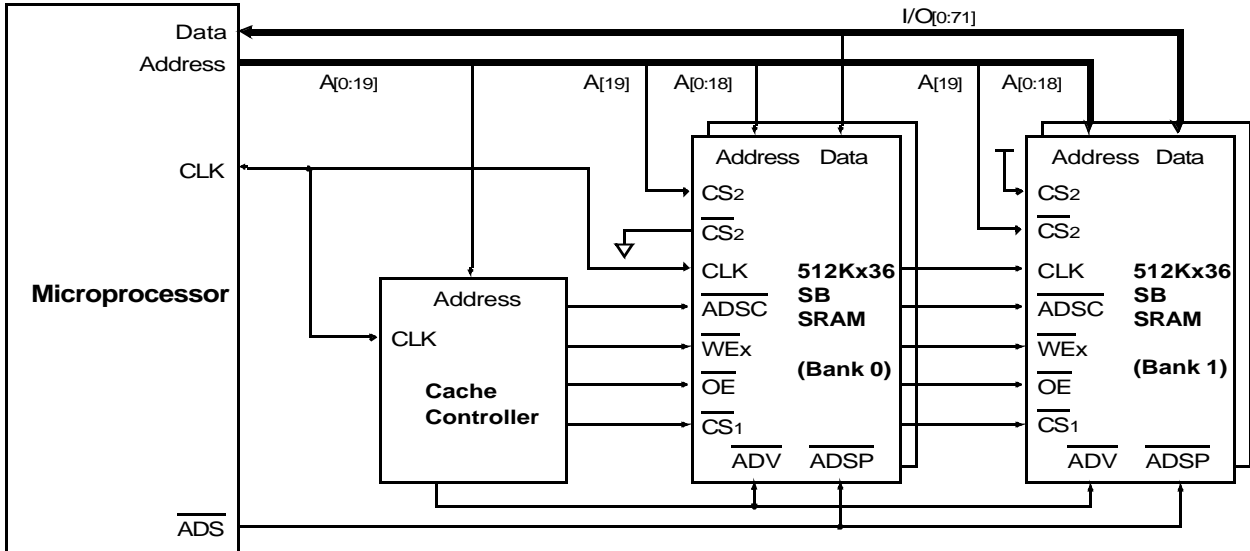 I/O[0:71]
Data
Address
A[0:19]
A[19]
A[0:18]
A[19]
A[0:18]
CLK
Microprocessor
ADS
Address
CLK
Cache
Controller
Address Data
CS2
CS2
CLK
ADSC
WEx
OE
CS1
ADV ADSP
512Kx36
SB
SRAM
(Bank 0)
Address Data
CS2
CS2
CLK
ADSC
WEx
OE
CS1
ADV ADSP
512Kx36
SB
SRAM
(Bank 1)